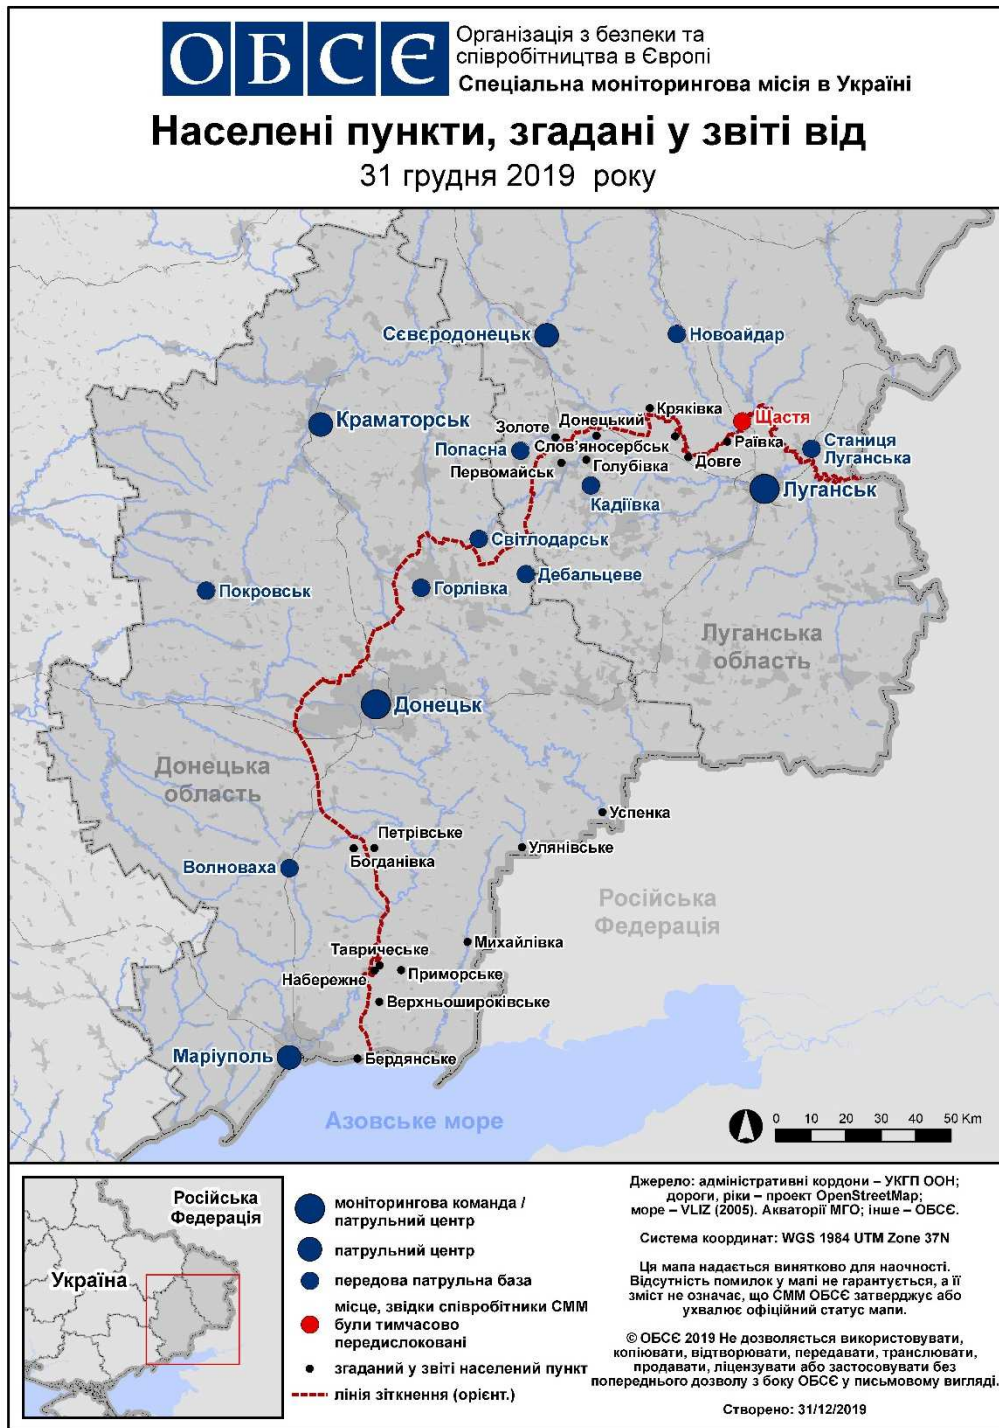 ОБСЄ
Організація з безпеки та
співробітництва в Європі
Спеціальна моніторингова місія в Україні
Населені пункти, згадані у звіті від
31 грудня 2019 року
Сєвєродонецьк
Новоайдар
Краматорськ
Кряківка
Щастя
Золоте
Донецький
Попасна
Слов’яносербськ
Раївка
Станиця
Луганська
Первомайськ
Голубівка
Довге
Кадіївка
Луганськ
Світлодарськ
Дебальцеве
Горлівка
Покровськ
Луганська
область
Донецьк
Донецька
область
Успенка
Петрівське
Улянівське
Богданівка
Волноваха
Російська
Федерація
Михайлівка
Тавричеське
Набережне
Приморське
Верхньошироківське
Маріуполь
Бердянське
Азовське море
0 10 20 30 40 50 Km
Російська
Федерація
Україна
моніторингова команда /
патрульний центр
патрульний центр
передова патрульна база
місце, звідки співробітники СММ
були тимчасово
передислоковані
згаданий у звіті населений пункт
лінія зіткнення (орієнт.)
Джерело: адміністративні кордони – УКГП ООН;
дороги, ріки – проект OpenStreetMap;
море – VLIZ (2005). Акваторії МГО; інше – ОБСЄ.
Система координат: WGS 1984 UTM Zone 37N
Ця мапа надається винятково для наочності.
Відсутність помилок у мапі не гарантується, а її
зміст не означає, що СММ ОБСЄ затверджує або
ухвалює офіційний статус мапи.
© ОБСЄ 2019 Не дозволяється використовувати,
копіювати, відтворювати, передавати, транслювати,
продавати, ліцензувати або застосовувати без
попереднього дозволу з боку ОБСЄ у письмовому вигляді.
Створено: 31/12/2019